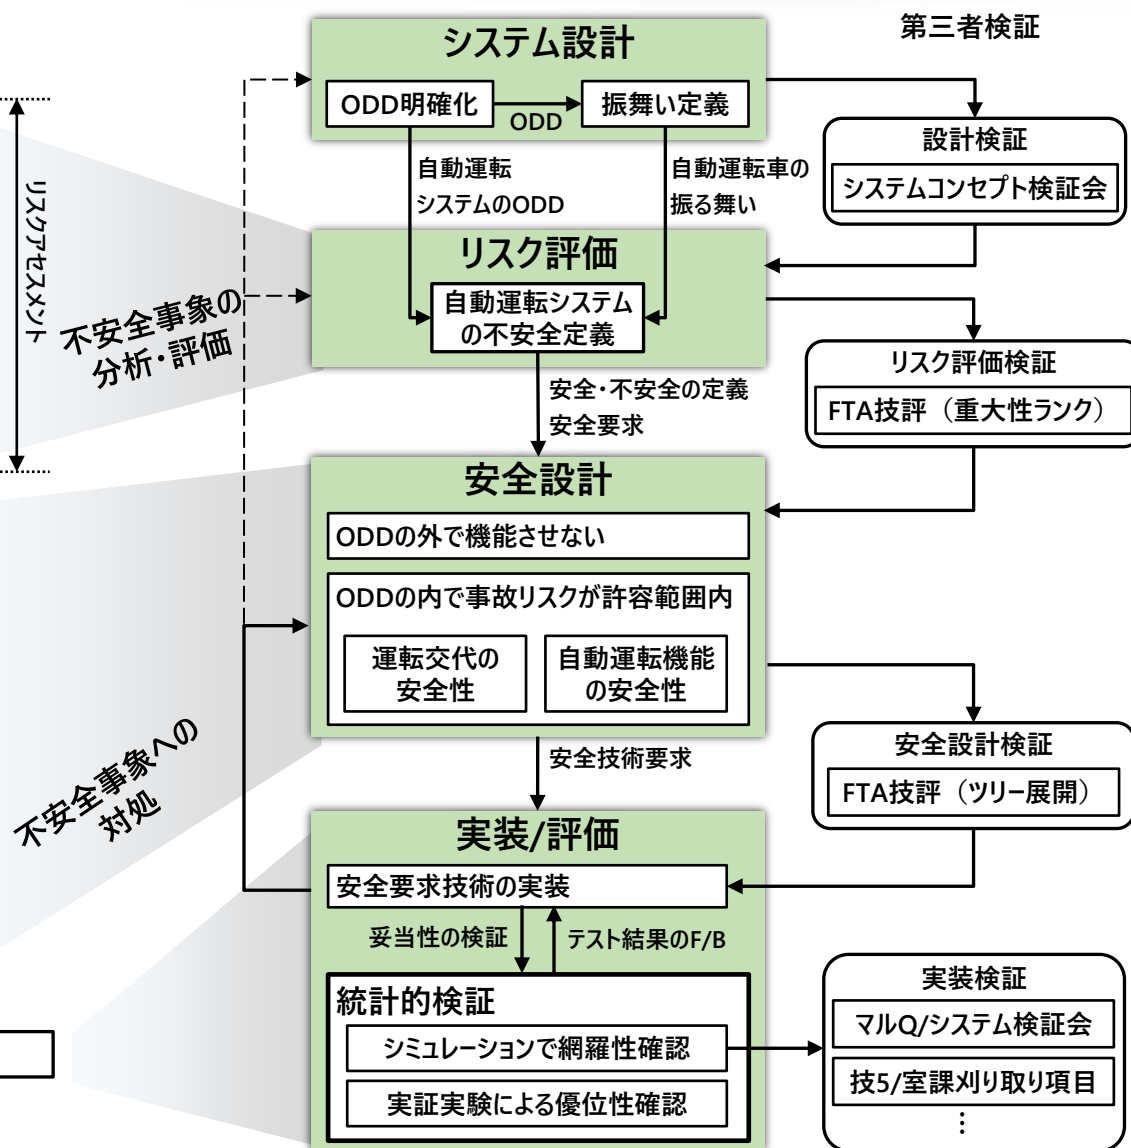 第三者検証
システム設計
ODD明確化
ODD
振舞い定義
自動運転
システムのODD
自動運転車の
振る舞い
設計検証
システムコンセプト検証会
リスクアセスメント
不安全事象の
分析・評価
リスク評価
自動運転システム
の不安全定義
安全・不安全の定義
安全要求
リスク評価検証
FTA技評（重大性ランク）
安全設計
ODDの外で機能させない
ODDの内で事故リスクが許容範囲内
運転交代の
安全性
自動運転機能
の安全性
安全技術要求
安全設計検証
FTA技評（ツリー展開）
不安全事象への
対処
実装/評価
安全要求技術の実装
妥当性の検証
テスト結果のF/B
統計的検証
シミュレーションで網羅性確認
実証実験による優位性確認
実装検証
マルQ/システム検証会
技5/室課刈り取り項目
⋮